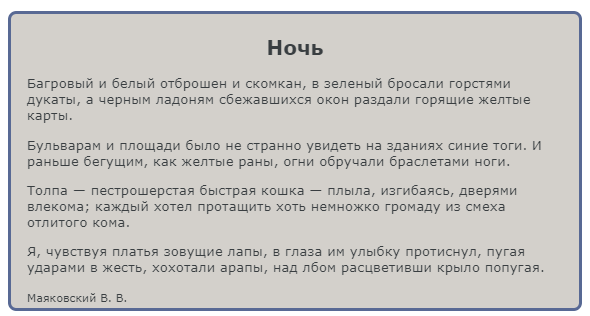 Ночь
Багровый и белый отброшен и скомкан, в зеленый бросали горстями
дукаты, а черным ладоням сбежавшихся окон раздали горящие желтые
карты.
Бульварам и площади было не странно увидеть на зданиях синие тоги. И
раньше бегущим, как желтые раны, огни обручали браслетами ноги.
Толпа — пестрошерстая быстрая кошка — плыла, изгибаясь, дверями
влекома; каждый хотел протащить хоть немножко громаду из смеха
отлитого кома.
Я, чувствуя платья зовущие лапы, в глаза им улыбку протиснул, пугая
ударами в жесть, хохотали арапы, над лбом расцветивши крыло попугая.
Маяковский В. В.